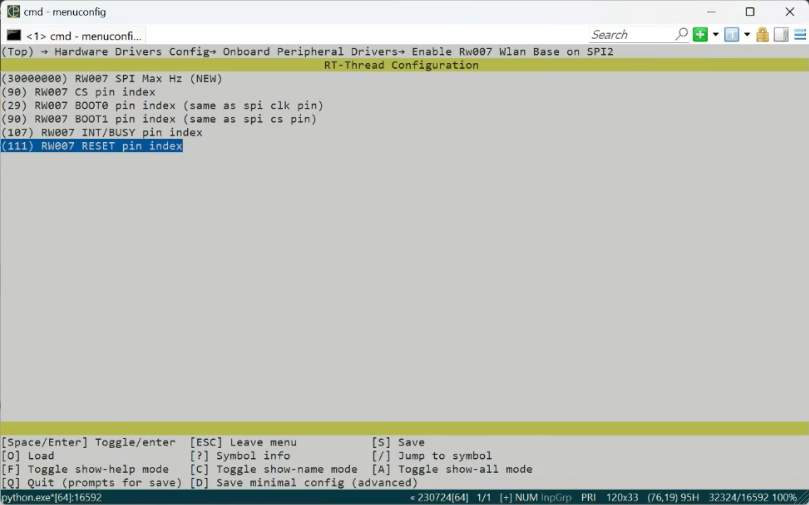 cmd - menuconfig
<1> cmd - menuconfi...
Search
(Top) → Hardware Drivers Config→ Onboard Peripheral Drivers→ Enable Rw007 Wlan Base on SPI2
RT-Thread Configuration
(30000000) RW007 SPI Max Hz (NEW)
(90) RW007 CS pin index
(29) RW007 BOOT0 pin index (same as spi clk pin)
(90) RW007 BOOT1 pin index (same as spi cs pin)
(107) RW007 INT/BUSY pin index
(111) RW007 RESET pin index
[Space/Enter] Toggle/enter [ESC] Leave menu [S] Save
[O] Load [?] Symbol info [/] Jump to symbol
[F] Toggle show-help mode [C] Toggle show-name mode [A] Toggle show-all mode
[Q] Quit (prompts for save) [D] Save minimal config (advanced)
python.exe*[64]:16592 « 230724[64] 1/1 [+] NUM InpGrp PRI 120x33 (76,19) 95H 32324/16592 100%